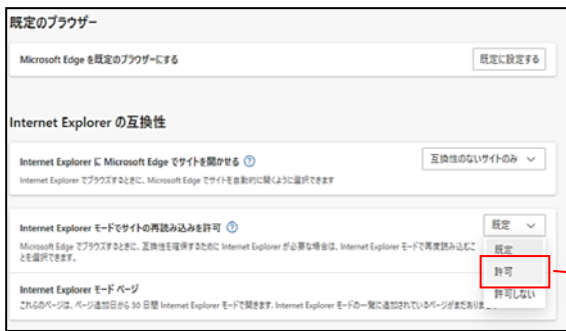 既定のブラウザー
Microsoft Edge を既定のブラウザーにする
既定に設定する
Internet Explorer の互換性
Internet Explorer に Microsoft Edge でサイトを開かせる
互換性のないサイトのみ
Internet Explorer でブラウズするときに、Microsoft Edge でサイトを自動的に開くように選択できます
Internet Explorer モードでサイトの再読み込みを許可
既定
Microsoft Edge でブラウズするときに、互換性を確保するために Internet Explorer が必要な場合は、Internet Explorer モードで再度読み込むこ
とを選択できます。
既定
許可
許可しない
Internet Explorer モード ページ
これらのページは、ページ追加日から 30 日間 Internet Explorer モードで開きます。Internet Explorer モードの一覧に追加されているページがまだありま